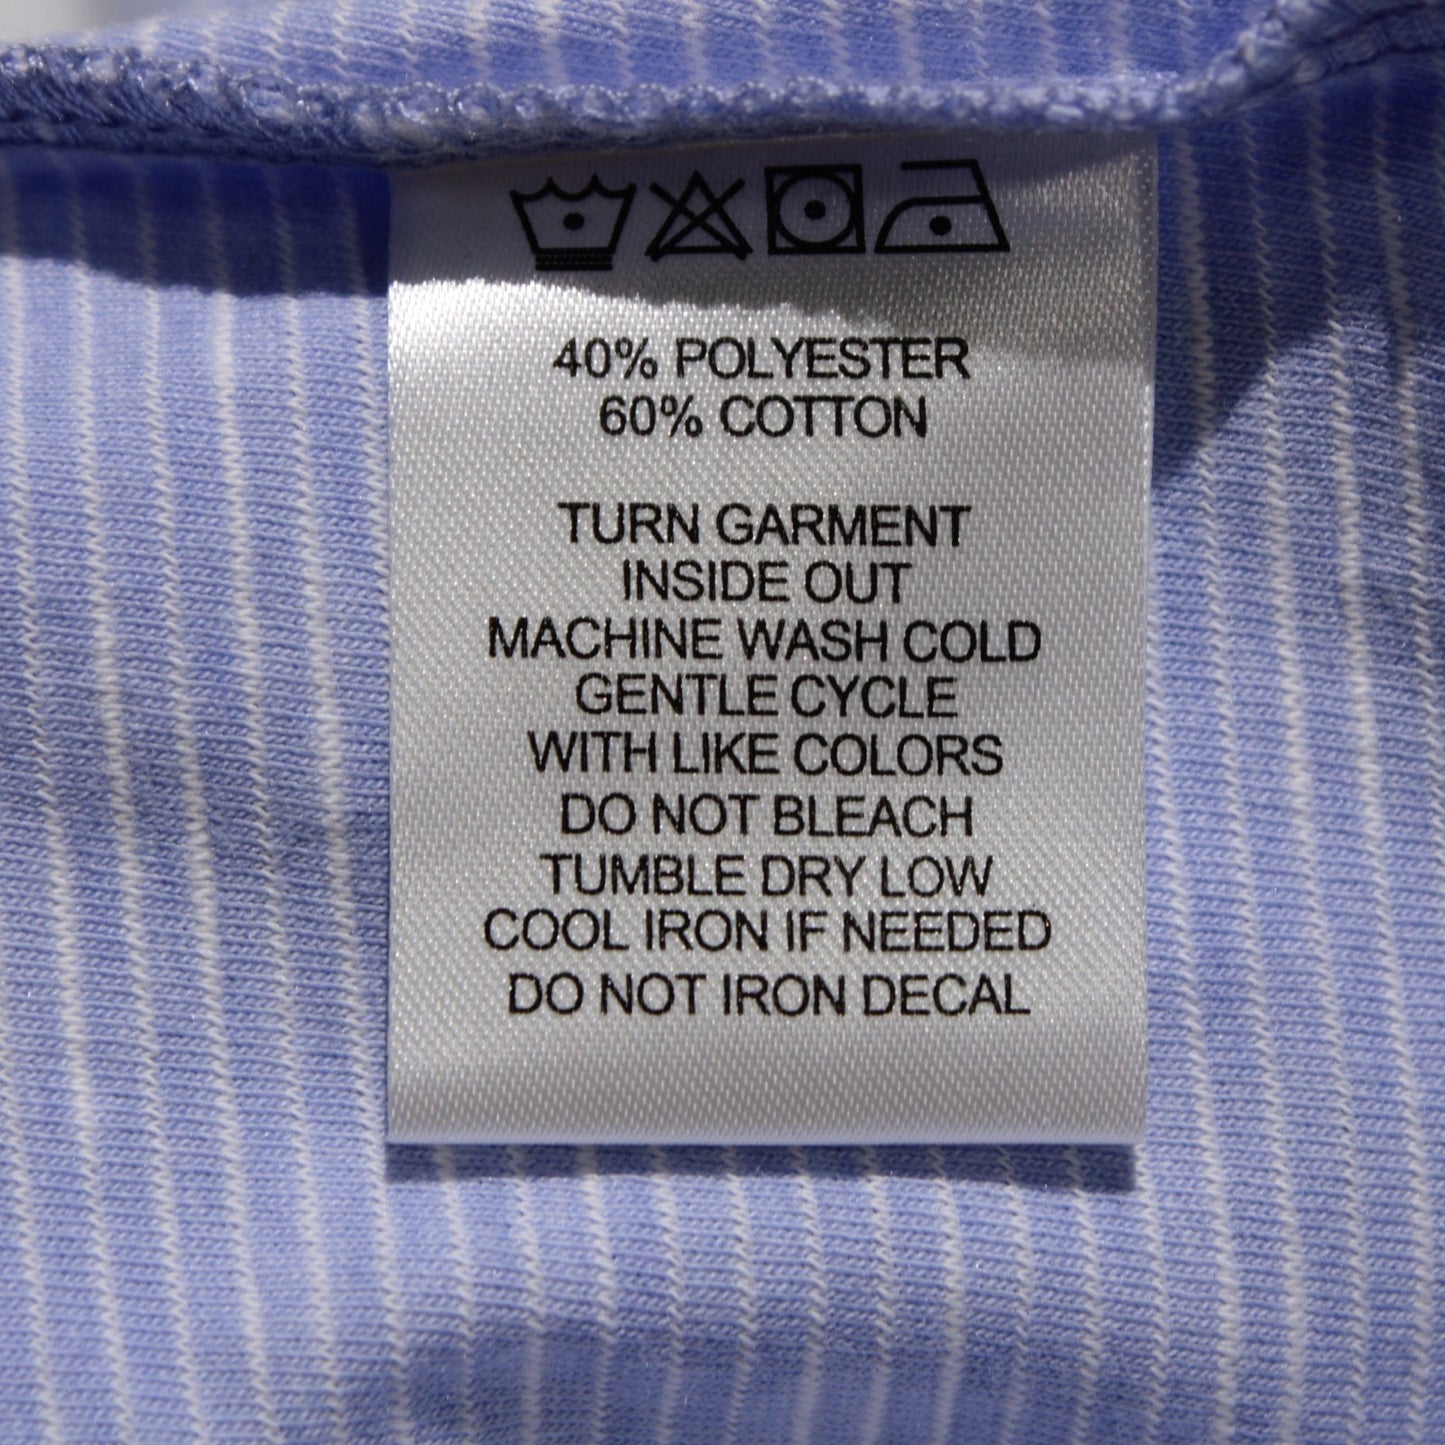 40% POLYESTER
60% COTTON
TURN GARMENT
INSIDE OUT
MACHINE WASH COLD
GENTLE CYCLE
WITH LIKE COLORS
DO NOT BLEACH
TUMBLE DRY LOW
COOL IRON IF NEEDED
DO NOT IRON DECAL